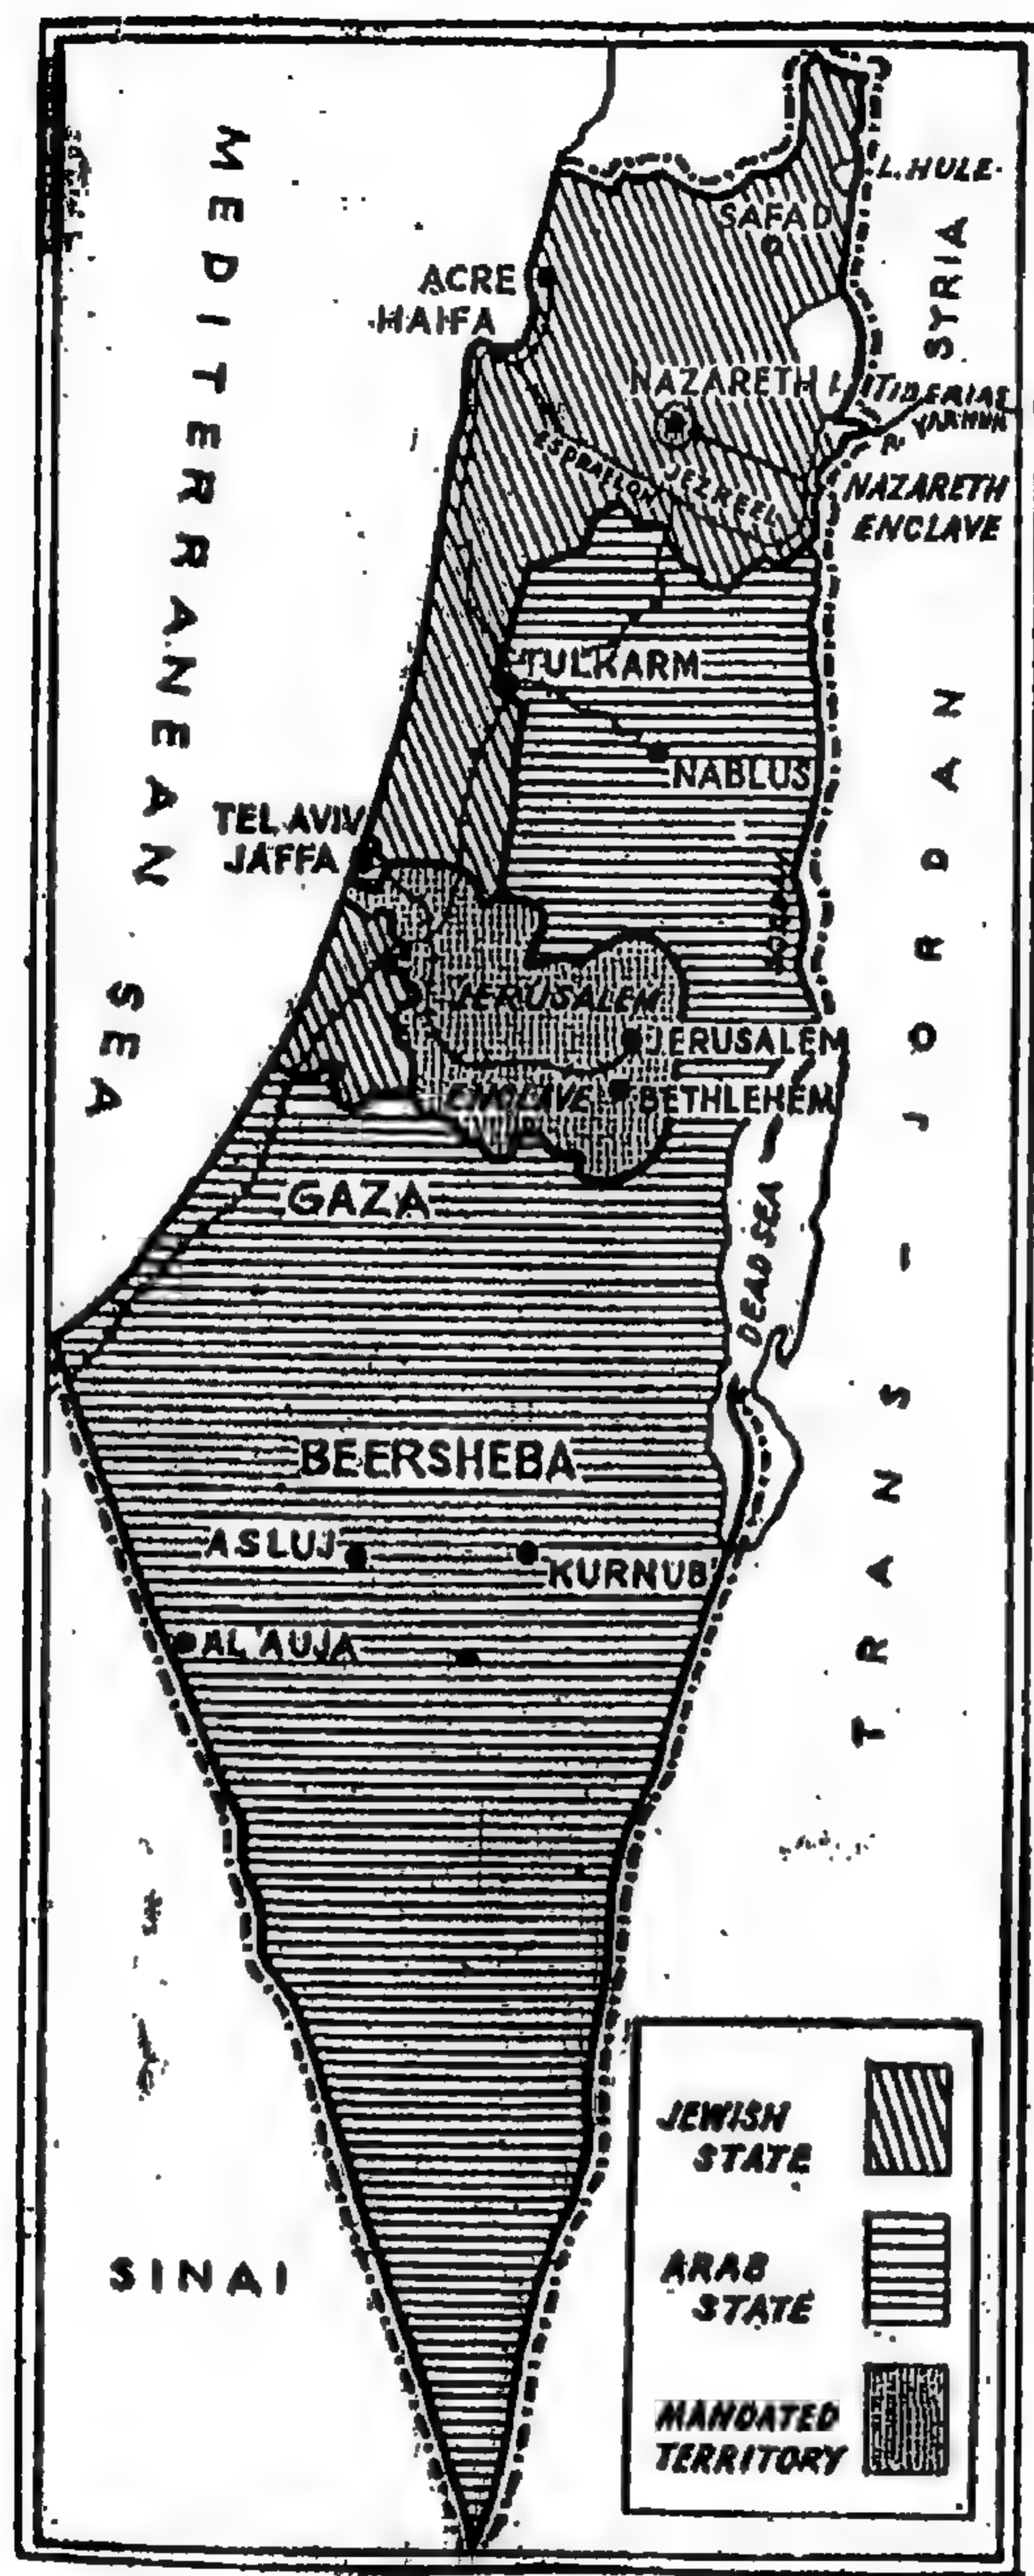 MEDITERRANEAN SEA
L. HULE
SAFAD
SYRIA
ACRE
HAIFA
NAZARETH
L. TIBERIAS
R. YARMUK
ESDRAELON
JEZREEL
NAZARETH
ENCLAVE
TULKARM
NABLUS
TEL AVIV
JAFFA
TRANS-JORDAN
JERUSALEM
ENCLAVE
JERUSALEM
BETHLEHEM
GAZA
DEAD SEA
BEERSHEBA
ASLUJ
KURNUB
AL'AUJA
SINAI
JEWISH
STATE
ARAB
STATE
MANDATED
TERRITORY